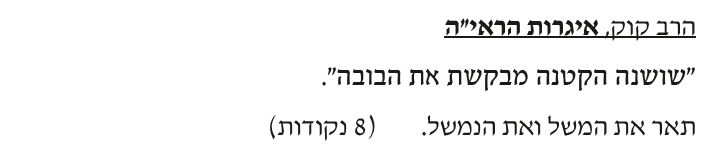 הרב קוק, איגרות הראי״ה
״שושנה הקטנה מבקשת את הבובה״.
תאר את המשל ואת הנמשל. (8 נקודות)